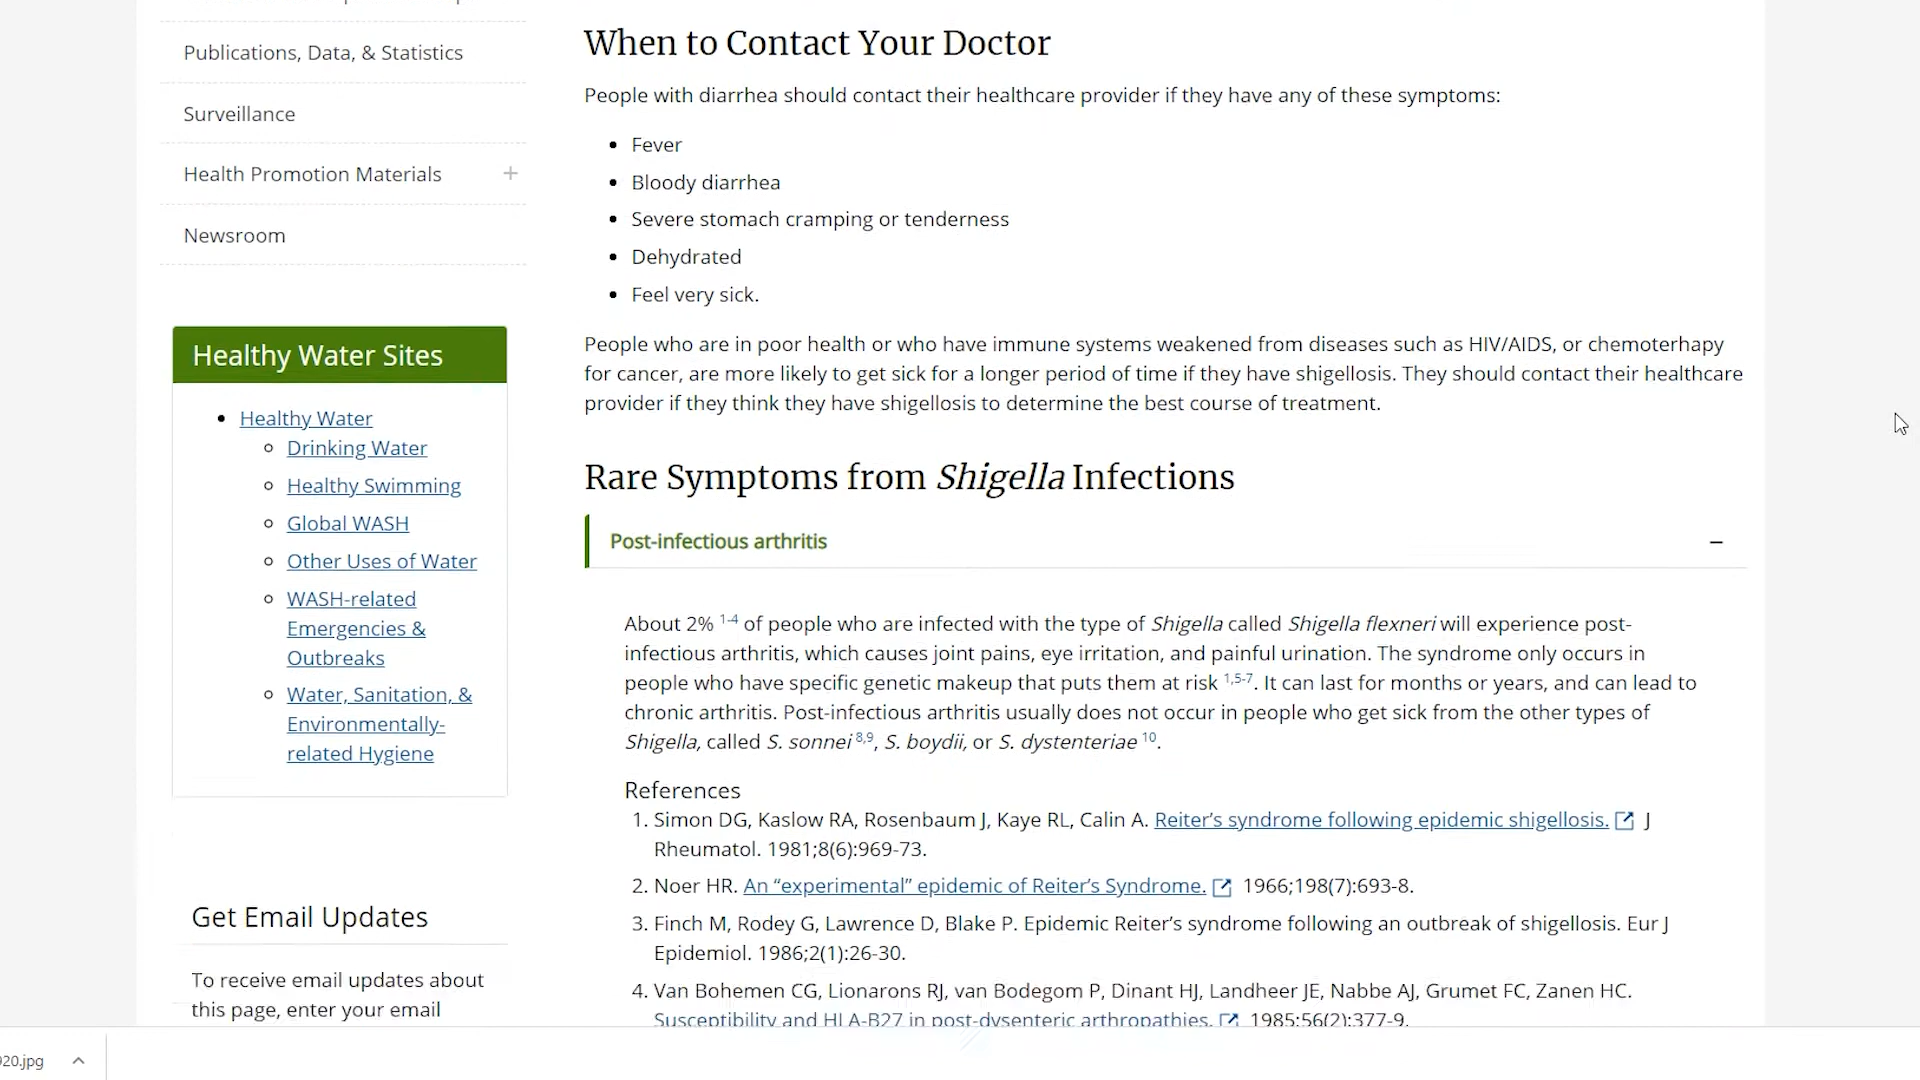 Publications, Data, & Statistics
Surveillance
Health Promotion Materials
Newsroom
Healthy Water Sites
Healthy Water
Drinking Water
Healthy Swimming
Global WASH
Other Uses of Water
WASH-related
Emergencies &
Outbreaks
Water, Sanitation, &
Environmentally-
related Hygiene
Get Email Updates
To receive email updates about
this page, enter your email
When to Contact Your Doctor
People with diarrhea should contact their healthcare provider if they have any of these symptoms:
• Fever
• Bloody diarrhea
• Severe stomach cramping or tenderness
• Dehydrated
• Feel very sick.
People who are in poor health or who have immune systems weakened from diseases such as HIV/AIDS, or chemoterhapy
for cancer, are more likely to get sick for a longer period of time if they have shigellosis. They should contact their healthcare
provider if they think they have shigellosis to determine the best course of treatment.
Rare Symptoms from Shigella Infections
Post-infectious arthritis
About 2% 1-4 of people who are infected with the type of Shigella called Shigella flexneri will experience post-
infectious arthritis, which causes joint pains, eye irritation, and painful urination. The syndrome only occurs in
people who have specific genetic makeup that puts them at risk 1,5-7. It can last for months or years, and can lead to
chronic arthritis. Post-infectious arthritis usually does not occur in people who get sick from the other types of
Shigella, called S. sonnei 8,9, S. boydii, or S. dystenteriae 10.
References
1. Simon DG, Kaslow RA, Rosenbaum J, Kaye RL, Calin A. Reiter’s syndrome following epidemic shigellosis. J
Rheumatol. 1981;8(6):969-73.
2. Noer HR. An “experimental” epidemic of Reiter’s Syndrome. 1966;198(7):693-8.
3. Finch M, Rodey G, Lawrence D, Blake P. Epidemic Reiter’s syndrome following an outbreak of shigellosis. Eur J
Epidemiol. 1986;2(1):26-30.
4. Van Bohemen CG, Lionarons RJ, van Bodegom P, Dinant HJ, Landheer JE, Nabbe AJ, Grumet FC, Zanen HC.
Susceptibility and HLA-B27 in post-dysenteric arthropathies. 1985;56(2):377-9.
920.jpg